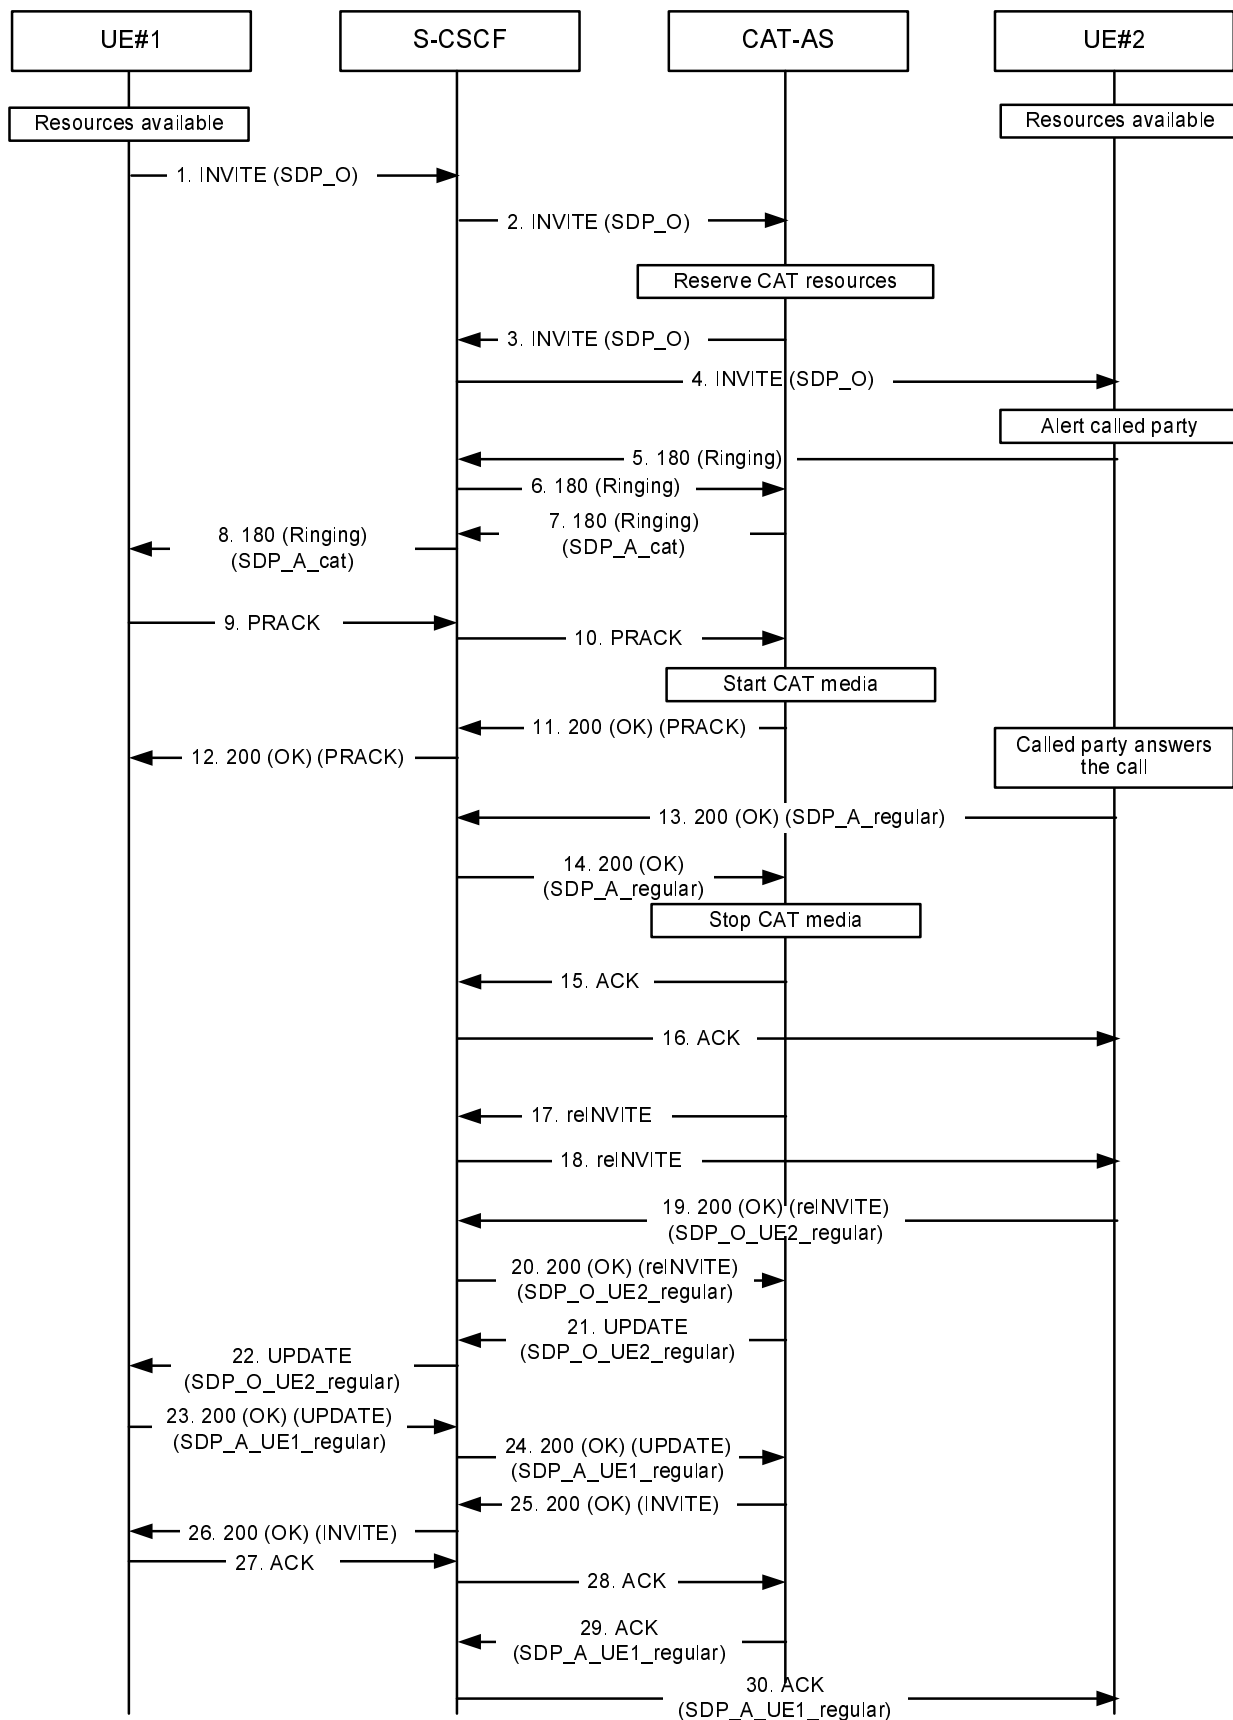 UE#1
S-CSCF
CAT-AS
UE#2
Resources available
Resources available
1. INVITE (SDP_O)
2. INVITE (SDP_O)
Reserve CAT resources
3. INVITE (SDP_O)
4. INVITE (SDP_O)
Alert called party
5. 180 (Ringing)
6. 180 (Ringing)
7. 180 (Ringing)
(SDP_A_cat)
8. 180 (Ringing)
(SDP_A_cat)
9. PRACK
10. PRACK
Start CAT media
11. 200 (OK) (PRACK)
12. 200 (OK) (PRACK)
Called party answers
the call
13. 200 (OK) (SDP_A_regular)
14. 200 (OK)
(SDP_A_regular)
Stop CAT media
15. ACK
16. ACK
17. reINVITE
18. reINVITE
19. 200 (OK) (reINVITE)
(SDP_O_UE2_regular)
20. 200 (OK) (reINVITE)
(SDP_O_UE2_regular)
21. UPDATE
(SDP_O_UE2_regular)
22. UPDATE
(SDP_O_UE2_regular)
23. 200 (OK) (UPDATE)
(SDP_A_UE1_regular)
24. 200 (OK) (UPDATE)
(SDP_A_UE1_regular)
25. 200 (OK) (INVITE)
26. 200 (OK) (INVITE)
27. ACK
28. ACK
29. ACK
(SDP_A_UE1_regular)
30. ACK
(SDP_A_UE1_regular)